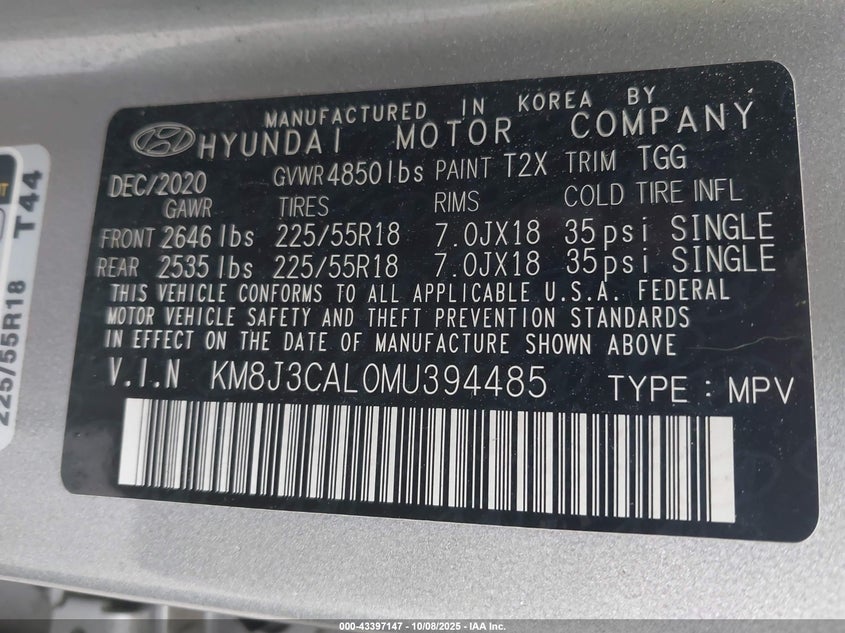 MANUFACTURED IN KOREA BY
HYUNDAI MOTOR COMPANY
DEC/2020 GVWR 4850lbs PAINT T2X TRIM TGG
GAWR TIRES RIMS COLD TIRE INFL
FRONT 2646 lbs 225/55R18 7.0JX18 35psi SINGLE
REAR 2535 lbs 225/55R18 7.0JX18 35psi SINGLE
THIS VEHICLE CONFORMS TO ALL APPLICABLE U.S.A. FEDERAL
MOTOR VEHICLE SAFETY AND THEFT PREVENTION STANDARDS
IN EFFECT ON THE DATE OF MANUFACTURE SHOWN ABOVE
V.I.N KM8J3CAL0MU394485 TYPE : MPV
225/55R18 T44
000-43397147 - 10/08/2025 - IAA Inc.